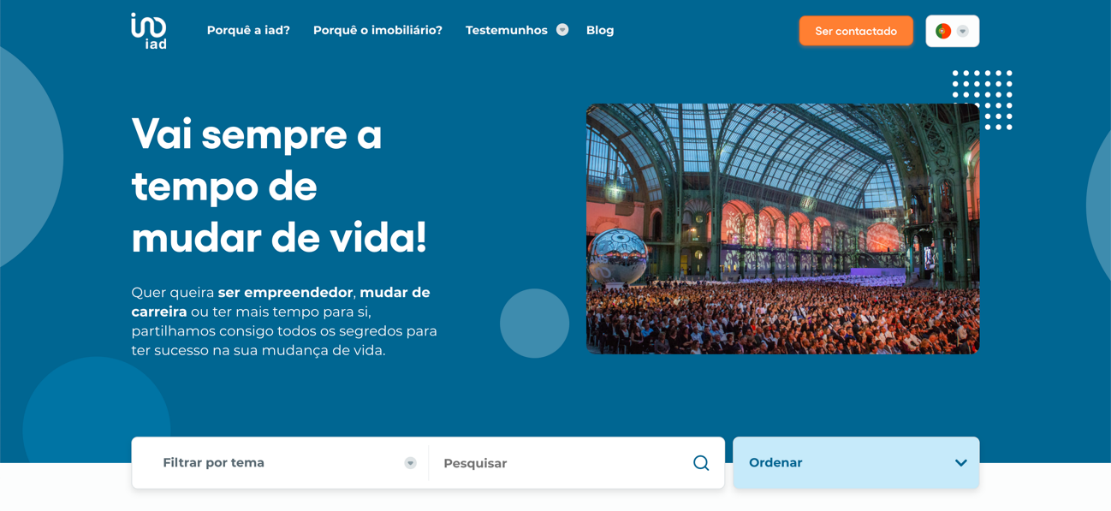 iad
Porquê a iad?
Porquê o imobiliário?
Testemunhos
Blog
Ser contactado
Vai sempre a
tempo de
mudar de vida!
Quer queira ser empreendedor, mudar de
carreira ou ter mais tempo para si,
partilhamos consigo todos os segredos para
ter sucesso na sua mudança de vida.
Filtrar por tema
Pesquisar
Ordenar